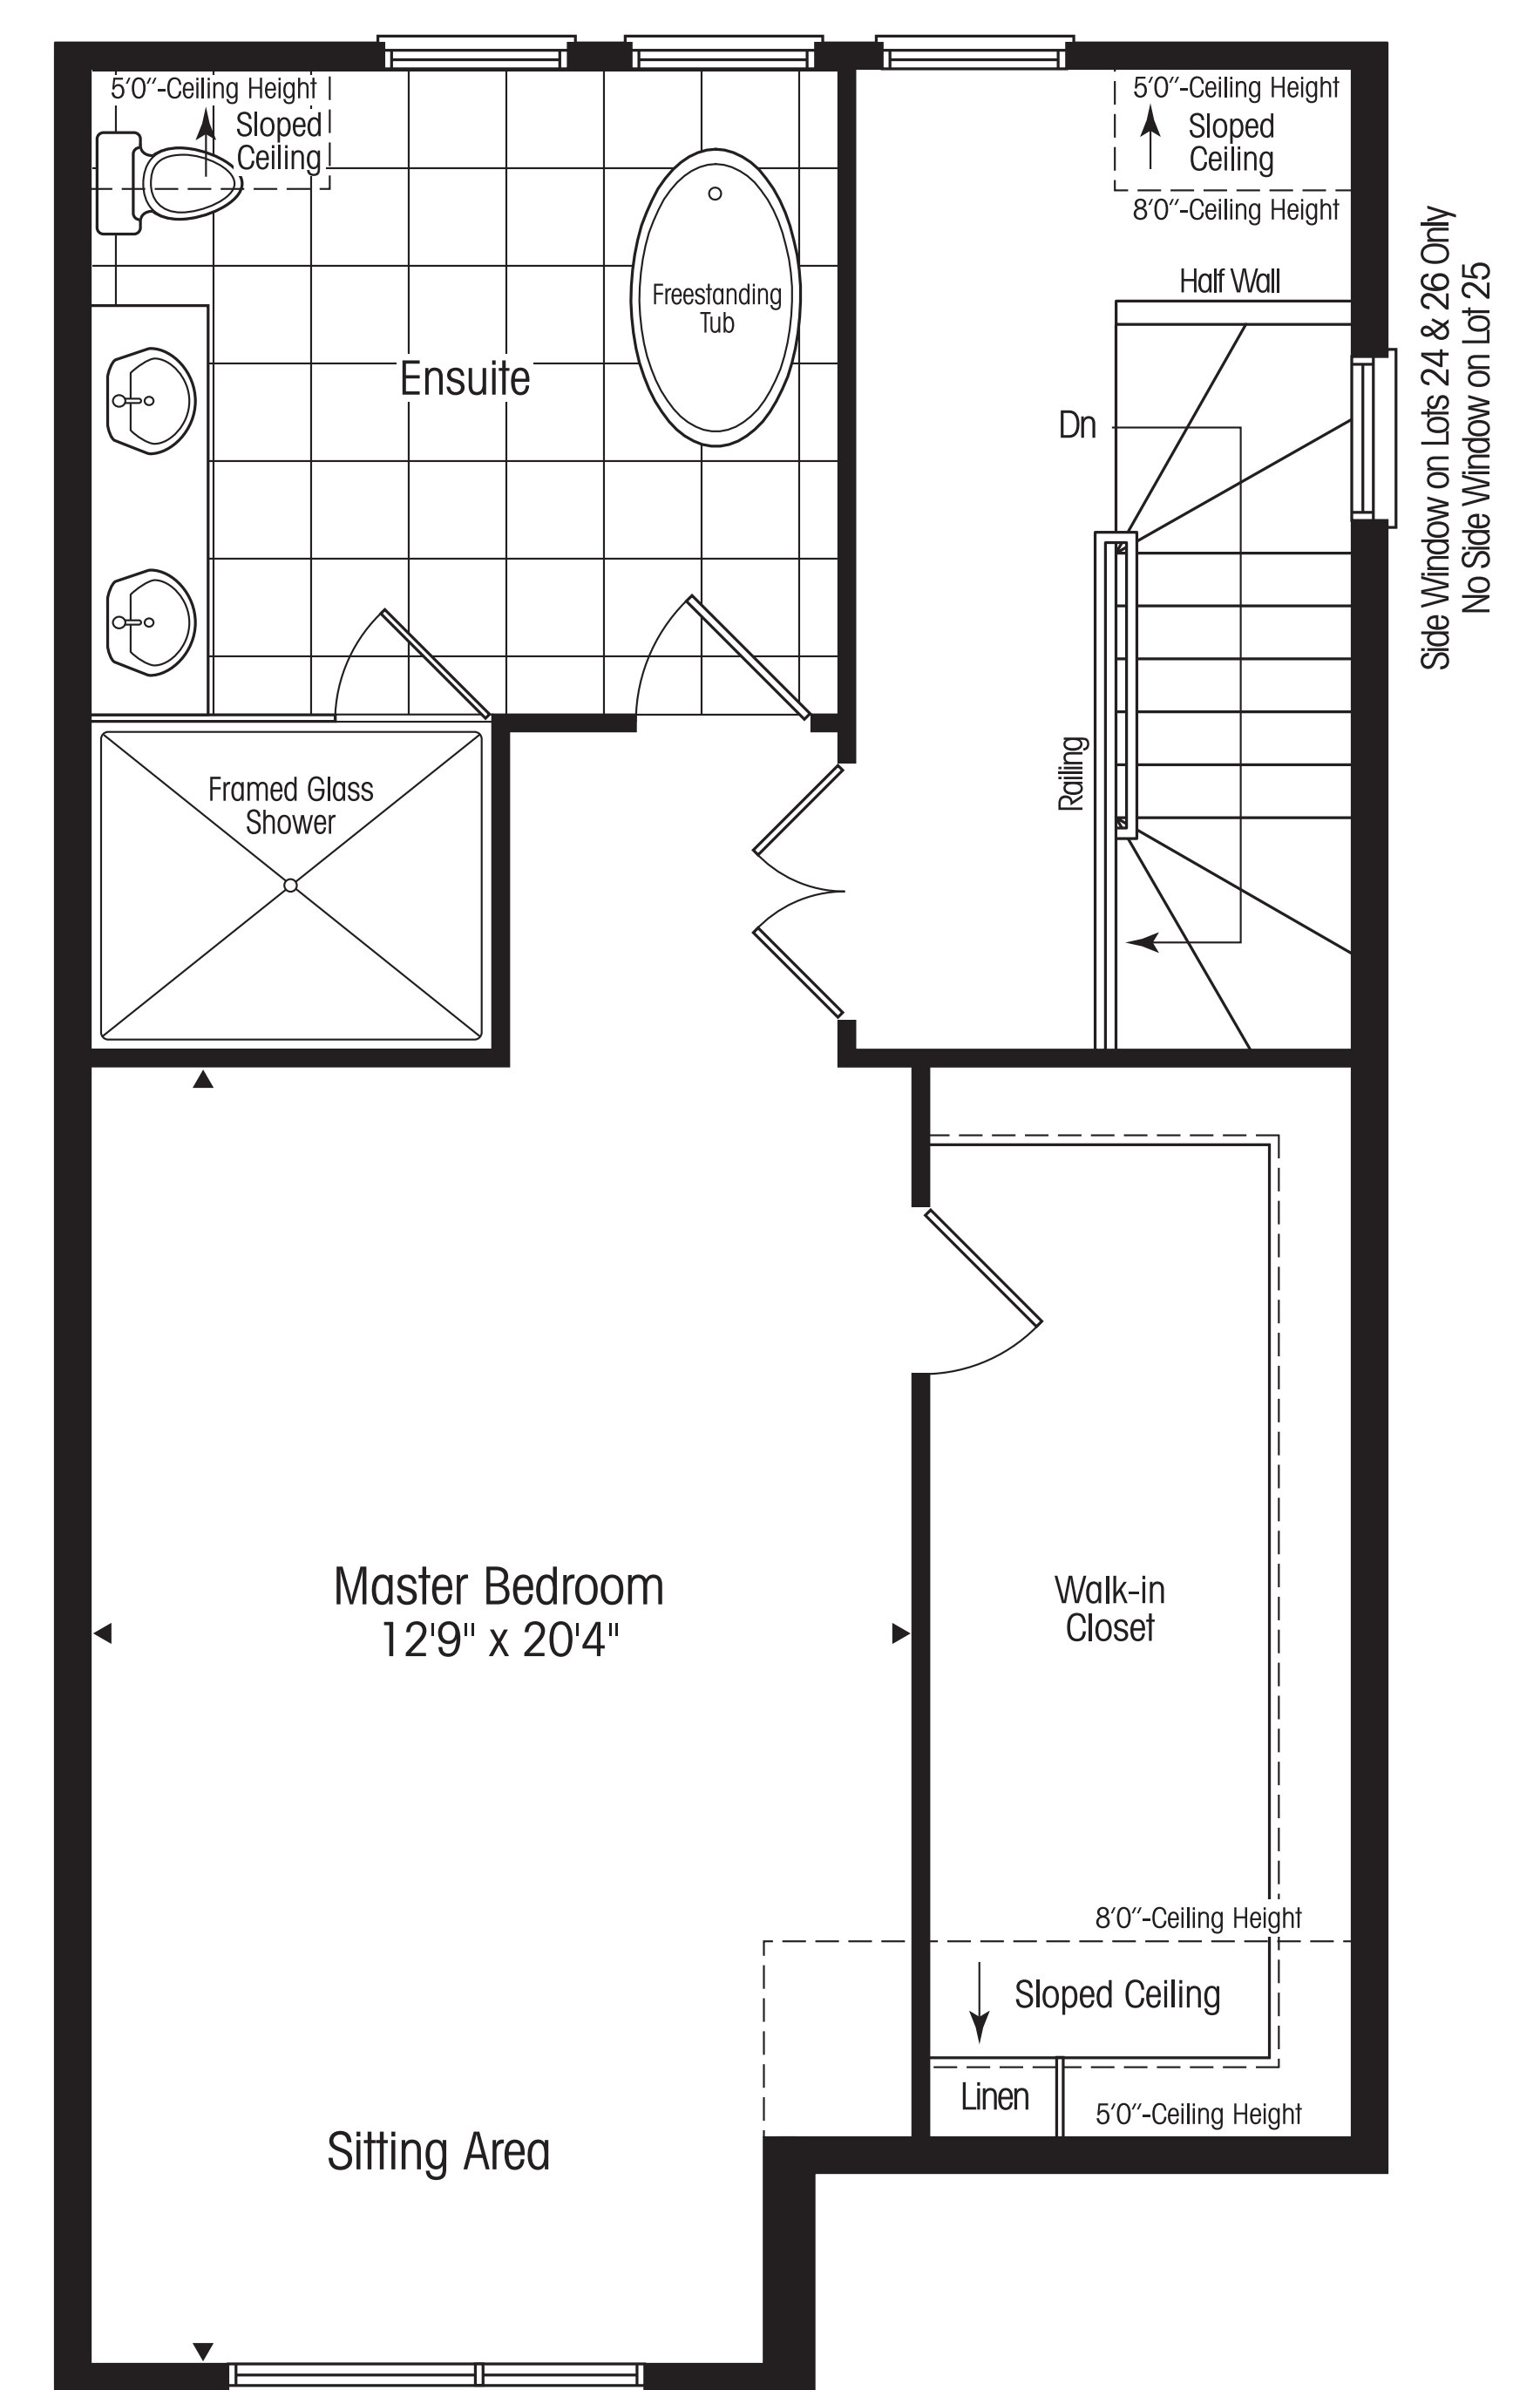 5'0"-Ceiling Height
Sloped
Ceiling
5'0"-Ceiling Height
Sloped
Ceiling
8'0"-Ceiling Height
Side Window on Lots 24 & 26 Only
No Side Window on Lot 25
Half Wall
Freestanding
Tub
Ensuite
Dn
Railing
Framed Glass
Shower
Master Bedroom
12'9" x 20'4"
Walk-in
Closet
8'0"-Ceiling Height
Sloped Ceiling
Linen
5'0"-Ceiling Height
Sitting Area